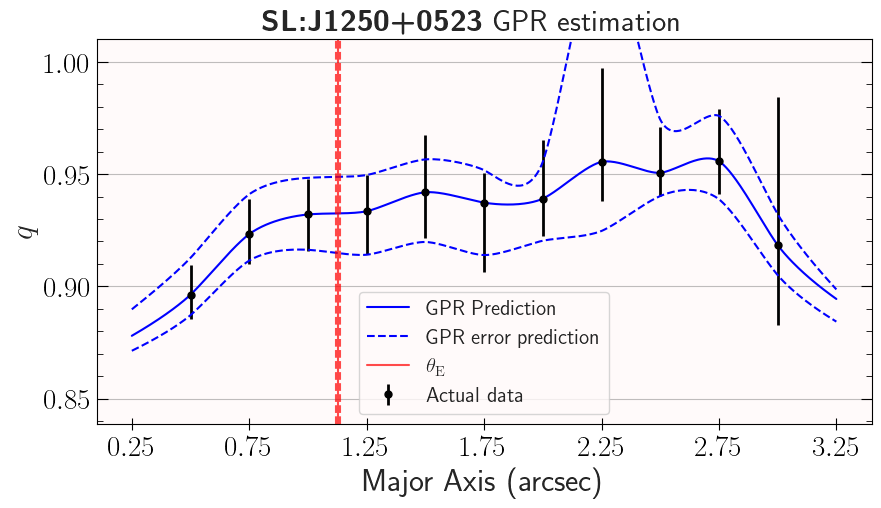 SL:J1250+0523 GPR estimation
1.00
0.95
0.90
0.85
q
GPR Prediction
GPR error prediction
θE
Actual data
0.25 0.75 1.25 1.75 2.25 2.75 3.25
Major Axis (arcsec)